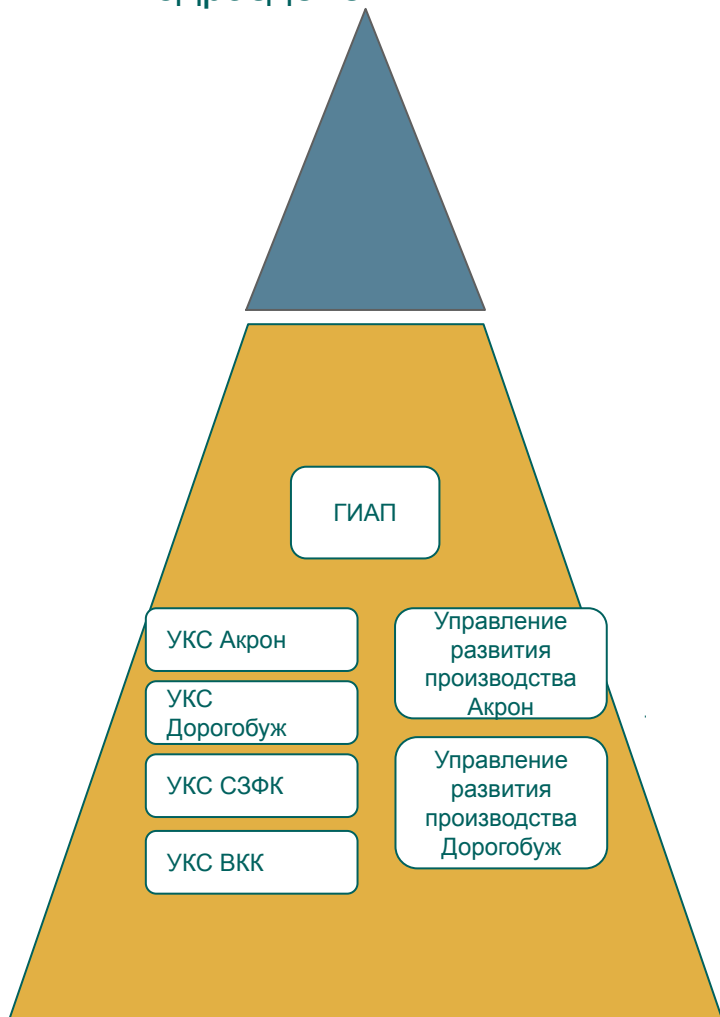 ГИАП
УКС Акрон
УКС
Дорогобуж
УКС СЗФК
УКС ВКК
Управление
развития
производства
Акрон
Управление
развития
производства
Дорогобуж